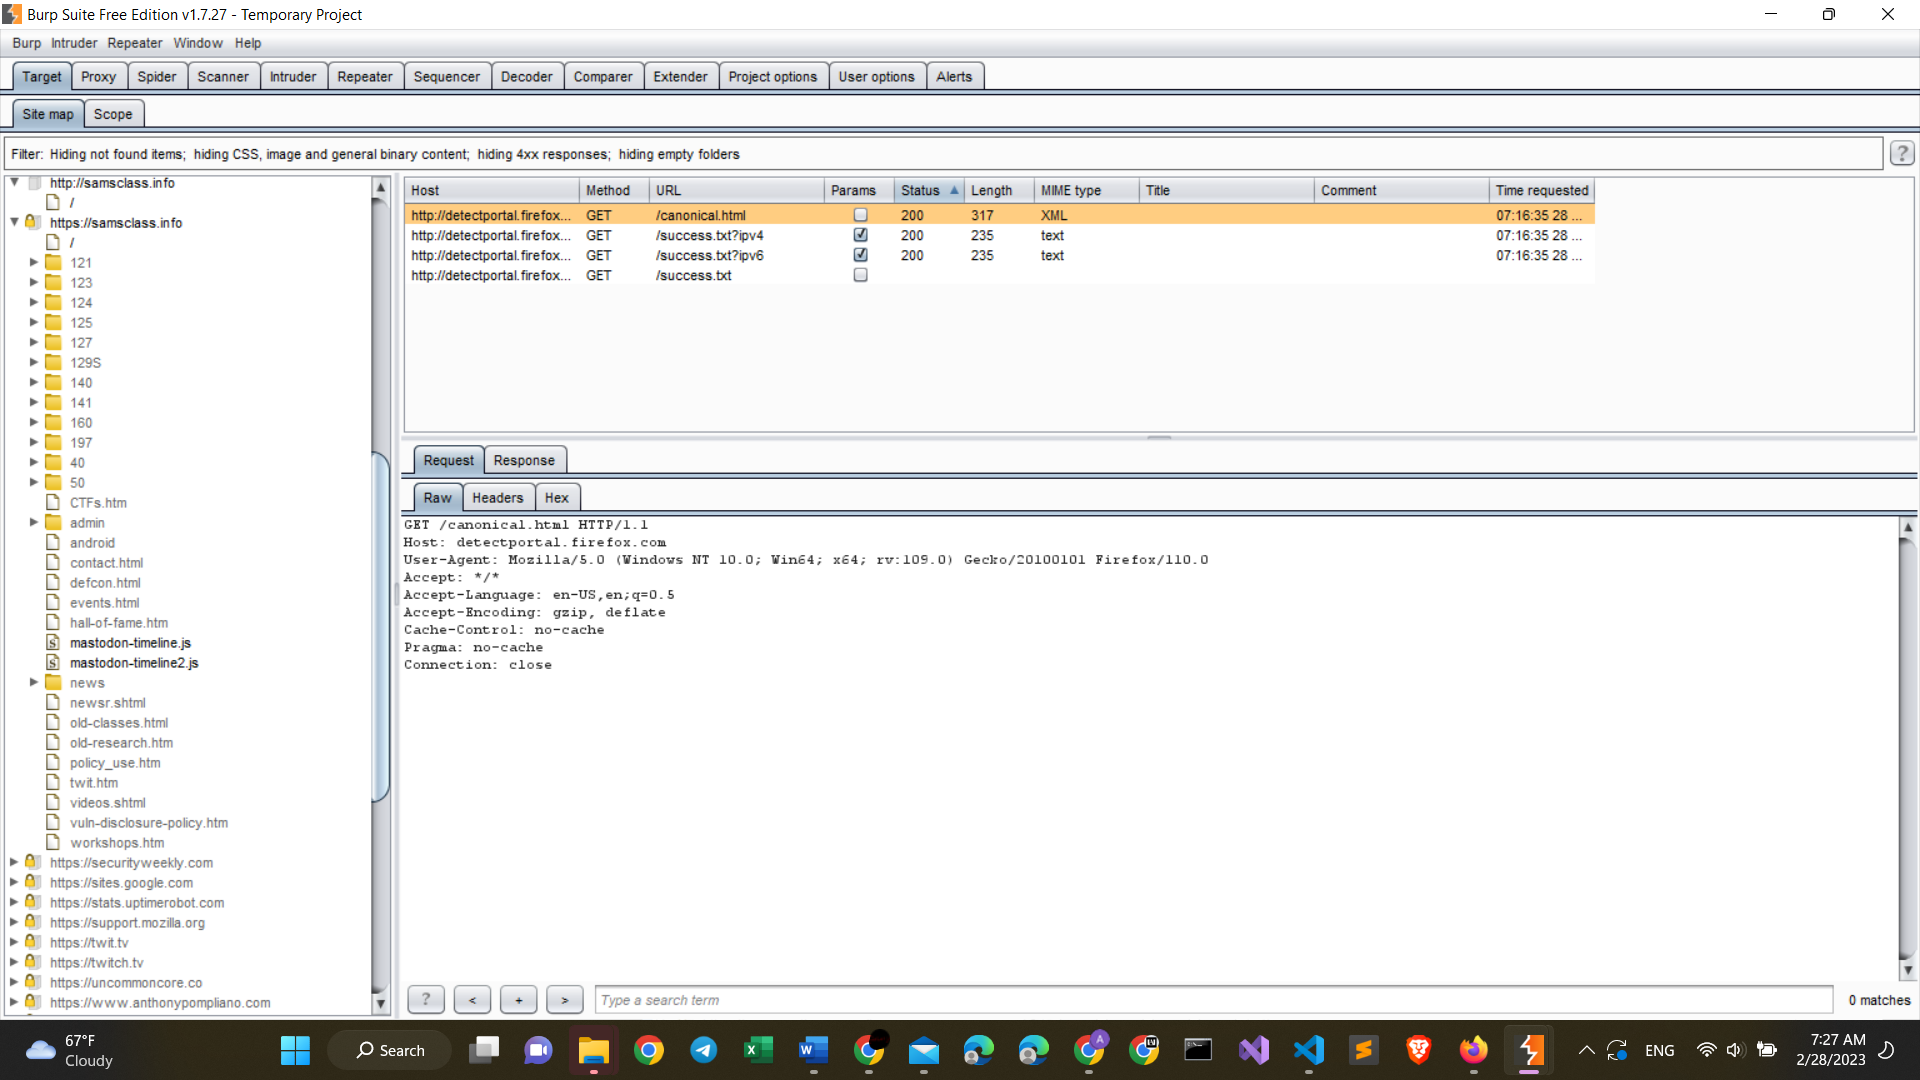 Burp Suite Free Edition v1.7.27 - Temporary Project
Burp Intruder Repeater Window Help
Target Proxy Spider Scanner Intruder Repeater Sequencer Decoder Comparer Extender Project options User options Alerts
Site map Scope
Filter: Hiding not found items; hiding CSS, image and general binary content; hiding 4xx responses; hiding empty folders
?
http://samsclass.info
/
https://samsclass.info
/
121
123
124
125
127
129S
140
141
160
197
40
50
CTFs.htm
admin
android
contact.html
defcon.html
events.html
hall-of-fame.htm
mastodon-timeline.js
mastodon-timeline2.js
news
newsr.shtml
old-classes.html
old-research.htm
policy_use.htm
twit.htm
videos.shtml
vuln-disclosure-policy.htm
workshops.htm
https://securityweekly.com
https://sites.google.com
https://stats.uptimerobot.com
https://support.mozilla.org
https://twit.tv
https://twitch.tv
https://uncommoncore.co
https://www.anthonypompliano.com
Host Method URL Params Status Length MIME type Title Comment Time requested
http://detectportal.firefox... GET /canonical.html 200 317 XML 07:16:35 28 ...
http://detectportal.firefox... GET /success.txt?ipv4 200 235 text 07:16:35 28 ...
http://detectportal.firefox... GET /success.txt?ipv6 200 235 text 07:16:35 28 ...
http://detectportal.firefox... GET /success.txt
Request Response
Raw Headers Hex
GET /canonical.html HTTP/1.1
Host: detectportal.firefox.com
User-Agent: Mozilla/5.0 (Windows NT 10.0; Win64; x64; rv:109.0) Gecko/20100101 Firefox/110.0
Accept: */*
Accept-Language: en-US,en;q=0.5
Accept-Encoding: gzip, deflate
Cache-Control: no-cache
Pragma: no-cache
Connection: close
? < + > Type a search term 0 matches
67°F
Cloudy
Search
ENG
7:27 AM
2/28/2023